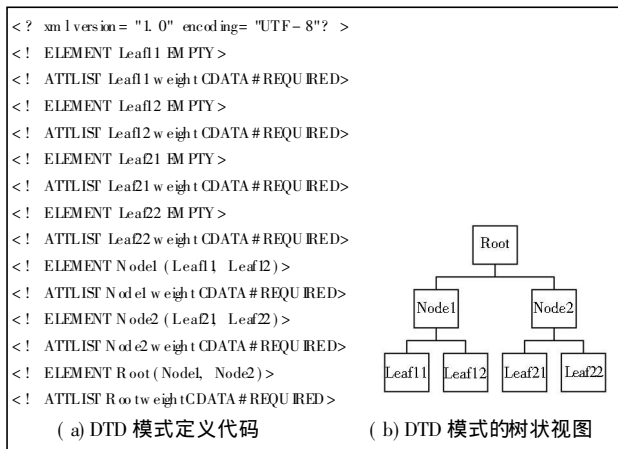 <? xml version= "1. 0" encoding= "UTF- 8"? >
<! ELEMENT Leaf11 EMPTY>
<! ATTLIST Leaf11 weight CDATA # REQUIRED>
<! ELEMENT Leaf12 EMPTY>
<! ATTLIST Leaf12 weight CDATA # REQUIRED>
<! ELEMENT Leaf21 EMPTY>
<! ATTLIST Leaf21 weight CDATA # REQUIRED>
<! ELEMENT Leaf22 EMPTY>
<! ATTLIST Leaf22 weight CDATA # REQUIRED>
<! ELEMENT Node1 (Leaf11, Leaf12)>
<! ATTLIST Node1 weight CDATA # REQUIRED>
<! ELEMENT Node2 (Leaf21, Leaf22)>
<! ATTLIST Node2 weight CDATA # REQUIRED>
<! ELEMENT Root (Node1, Node2)>
<! ATTLIST Root weight CDATA # REQUIRED>
(a) DTD 模式定义代码
Root
Node1 Node2
Leaf11 Leaf12 Leaf21 Leaf22
(b) DTD 模式的树状视图